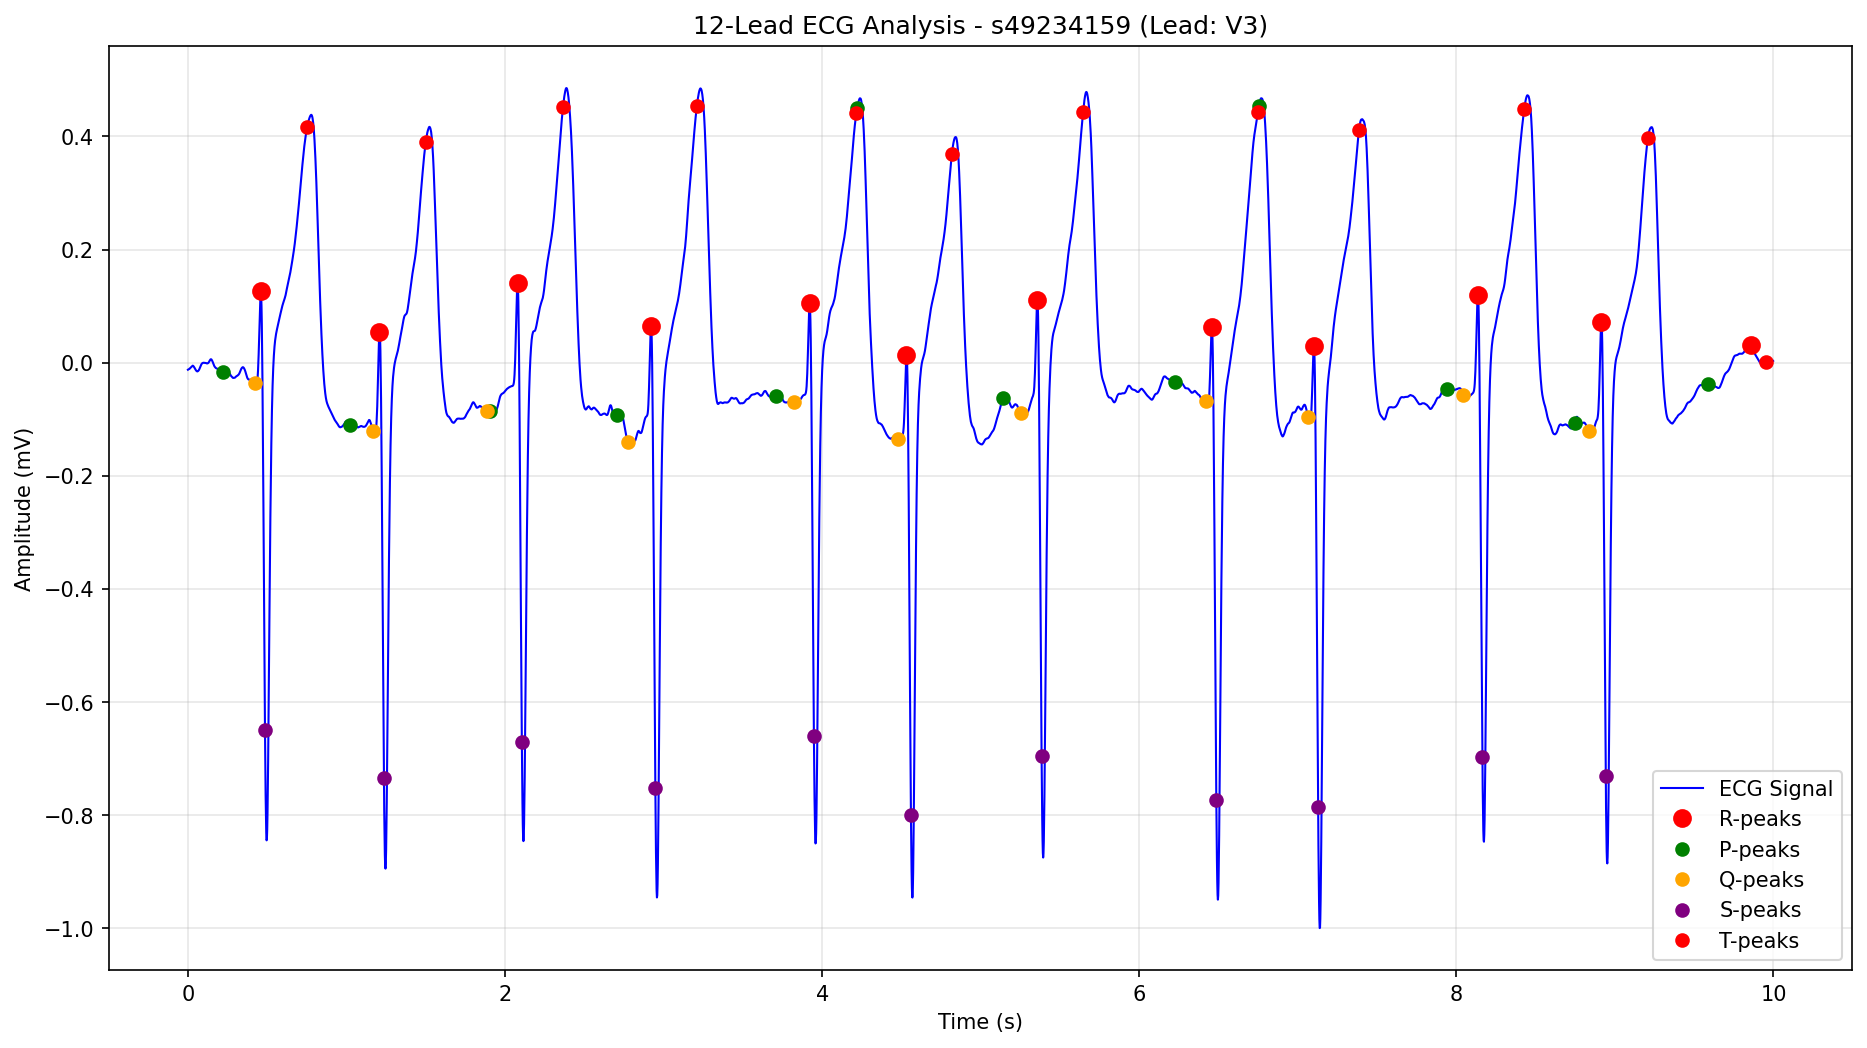 12-Lead ECG Analysis - s49234159 (Lead: V3)
Amplitude (mV)
0.4
0.2
0.0
−0.2
−0.4
−0.6
−0.8
−1.0
0 2 4 6 8 10
Time (s)
ECG Signal
R-peaks
P-peaks
Q-peaks
S-peaks
T-peaks